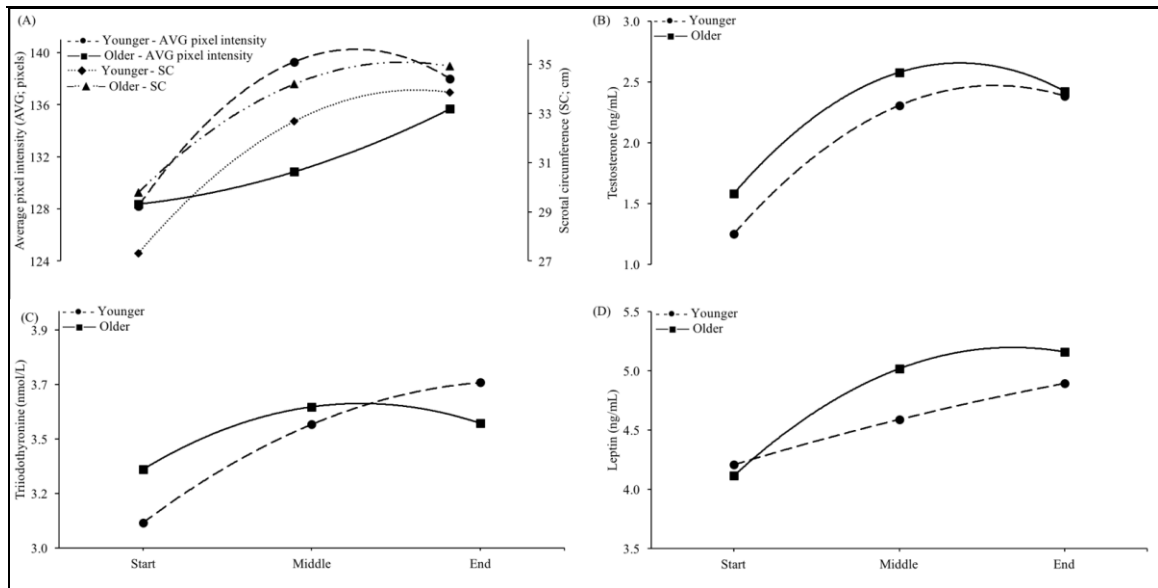 (A)
Younger - AVG pixel intensity
Older - AVG pixel intensity
Younger - SC
Older - SC
Average pixel intensity (AVG; pixels)
140
136
132
128
124
Scrotal circumference (SC; cm)
35
33
31
29
27
(B)
Younger
Older
Testosterone (ng/mL)
3.0
2.5
2.0
1.5
1.0
(C)
Younger
Older
Triiodothyronine (nmol/L)
3.9
3.7
3.5
3.2
3.0
Start
Middle
End
(D)
Younger
Older
Leptin (ng/mL)
5.5
5.0
4.5
4.0
3.5
Start
Middle
End